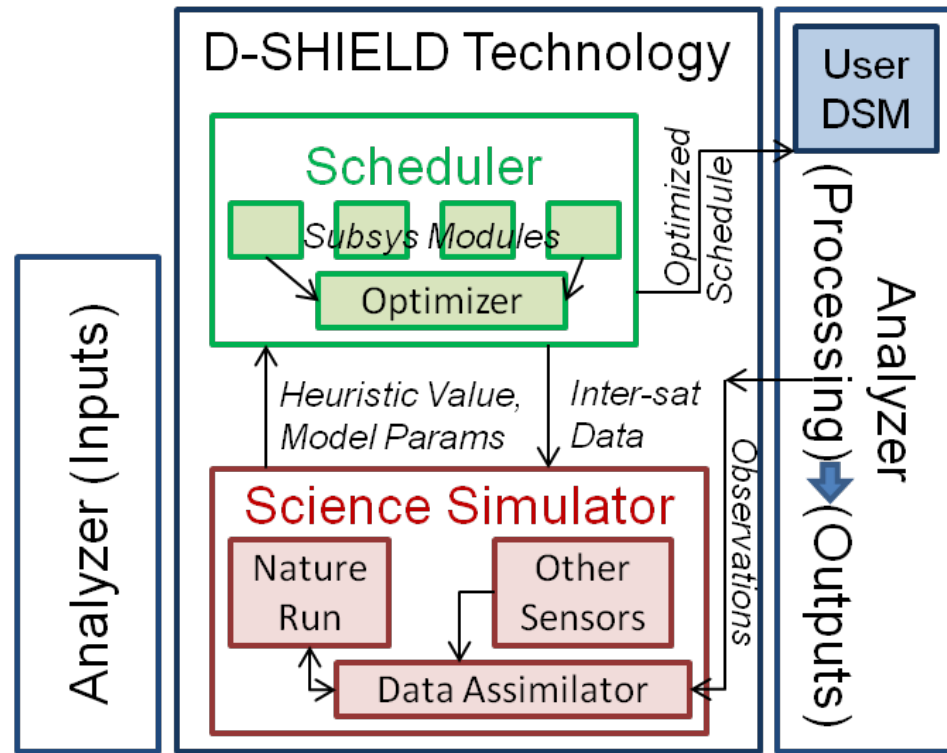 D-SHIELD Technology
User
DSM
Scheduler
Subsys Modules
Optimizer
Optimized
Schedule
Analyzer (Inputs)
Heuristic Value,
Model Params
Inter-sat
Data
Observations
Analyzer
(Processing)
(Outputs)
Science Simulator
Nature
Run
Other
Sensors
Data Assimilator